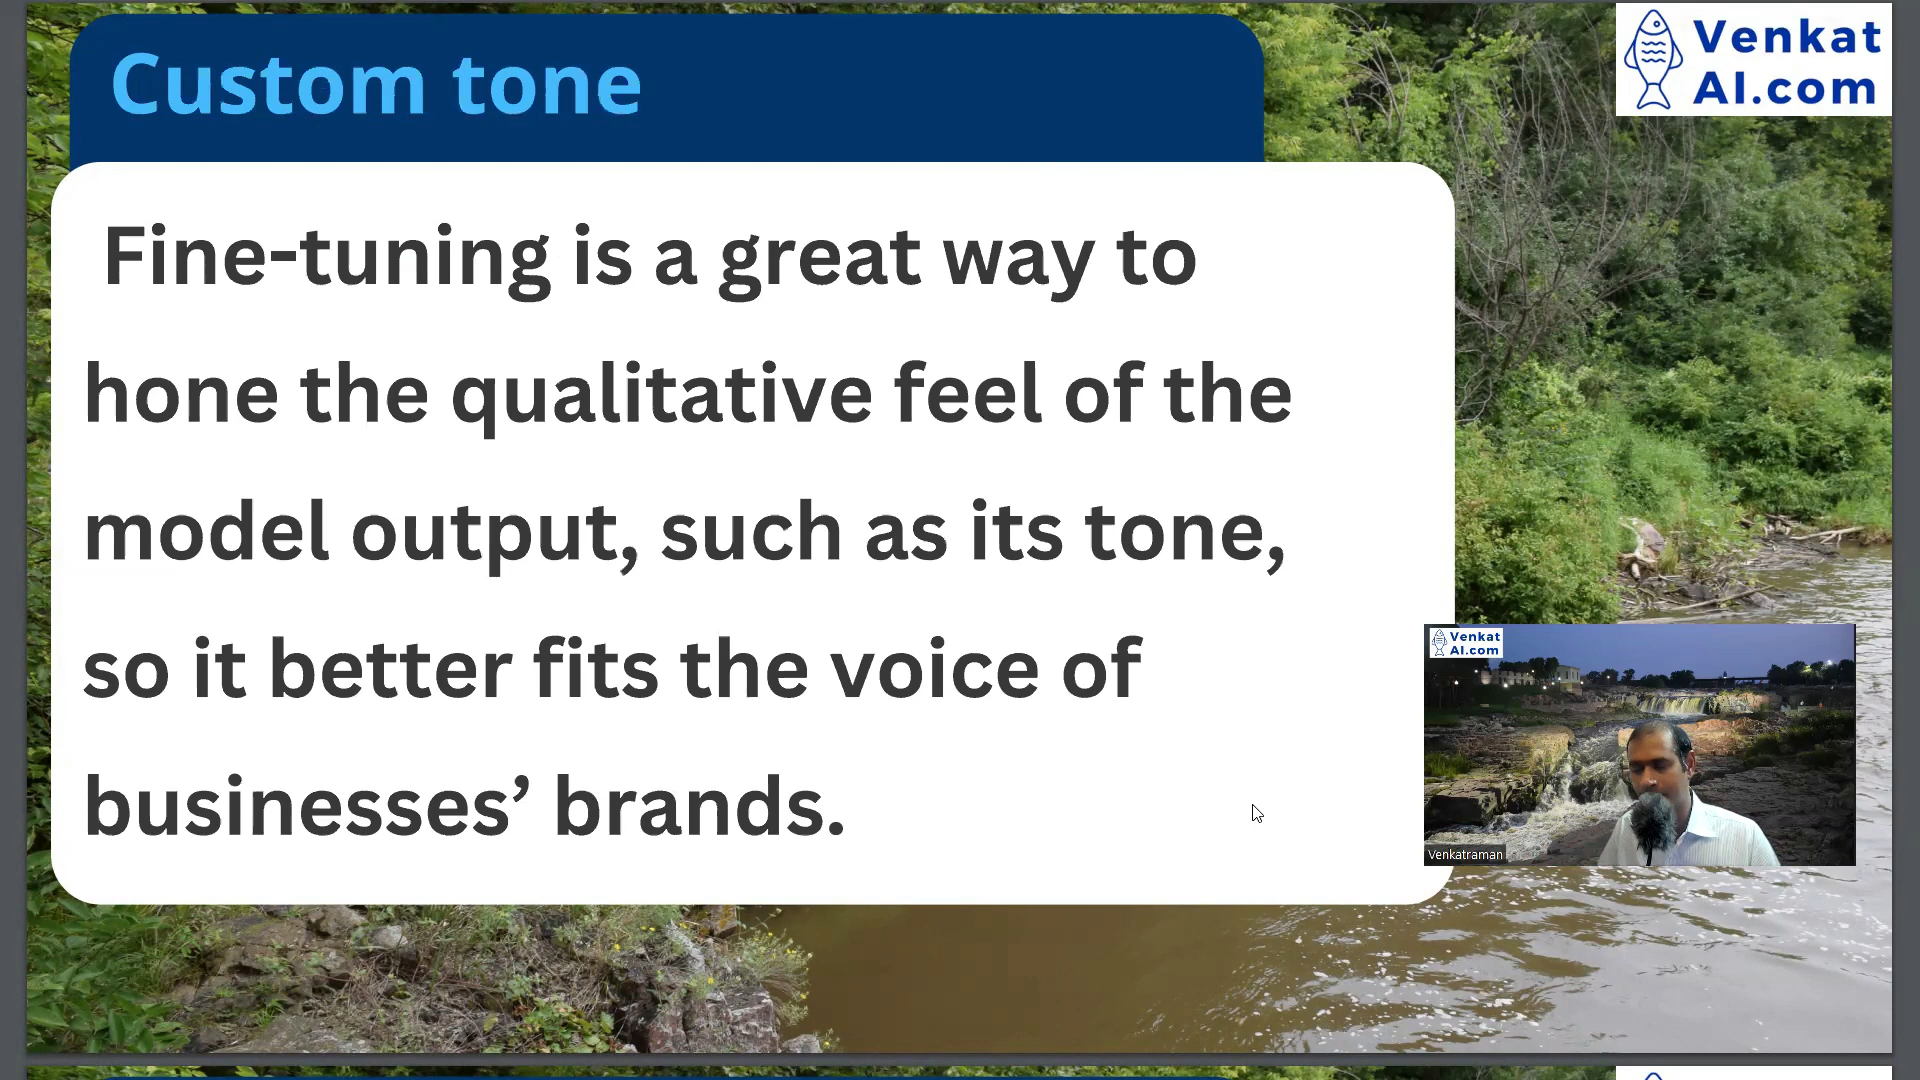 Custom tone
Venkat
AI.com
Fine-tuning is a great way to
hone the qualitative feel of the
model output, such as its tone,
so it better fits the voice of
businesses’ brands.
Venkat
AI.com
Venkatraman